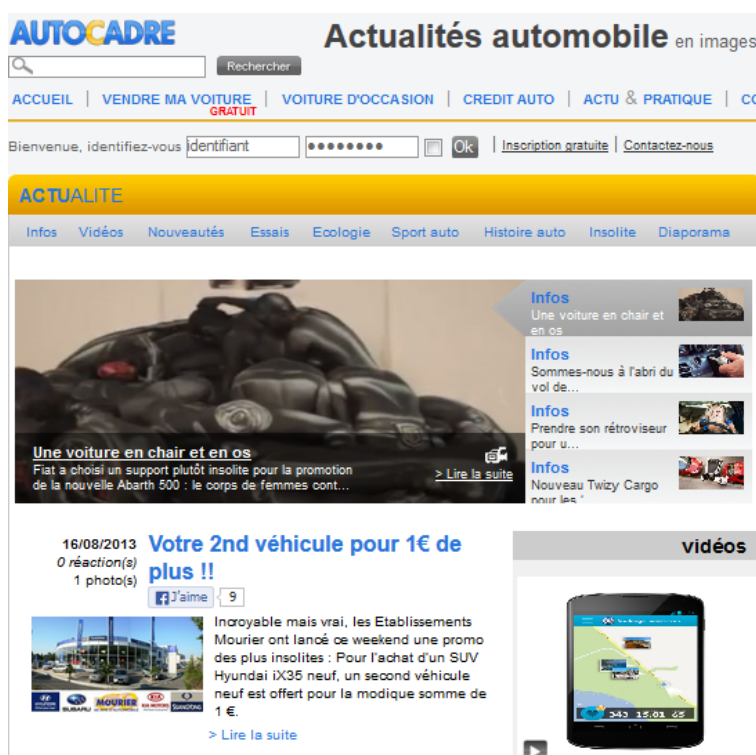 AUTOCADRE
Actualités automobile en images
Rechercher
ACCUEIL | VENDRE MA VOITURE | VOITURE D'OCCASION | CREDIT AUTO | ACTU & PRATIQUE |
GRATUIT
Bienvenue, identifiez-vous identifiant •••••••• Ok | Inscription gratuite | Contactez-nous
ACTUALITE
Infos Vidéos Nouveautés Essais Ecologie Sport auto Histoire auto Insolite Diaporama
Infos
Une voiture en chair et
en os
Infos
Sommes-nous à l'abri du
vol de...
Infos
Prendre son rétroviseur
pour u...
Infos
Nouveau Twizy Cargo
pour les '
Une voiture en chair et en os
Fiat a choisi un support plutôt insolite pour la promotion
de la nouvelle Abarth 500 : le corps de femmes cont...
> Lire la suite
16/08/2013
0 réaction(s)
1 photo(s)
Votre 2nd véhicule pour 1€ de
plus !!
J'aime 9
Incroyable mais vrai, les Etablissements
Mourier ont lancé ce weekend une promo
des plus insolites : Pour l'achat d'un SUV
Hyundai iX35 neuf, un second véhicule
neuf est offert pour la modique somme de
1 €.
> Lire la suite
SUBARU MOURIER KIA MOTORS SSANGYONG
vidéos